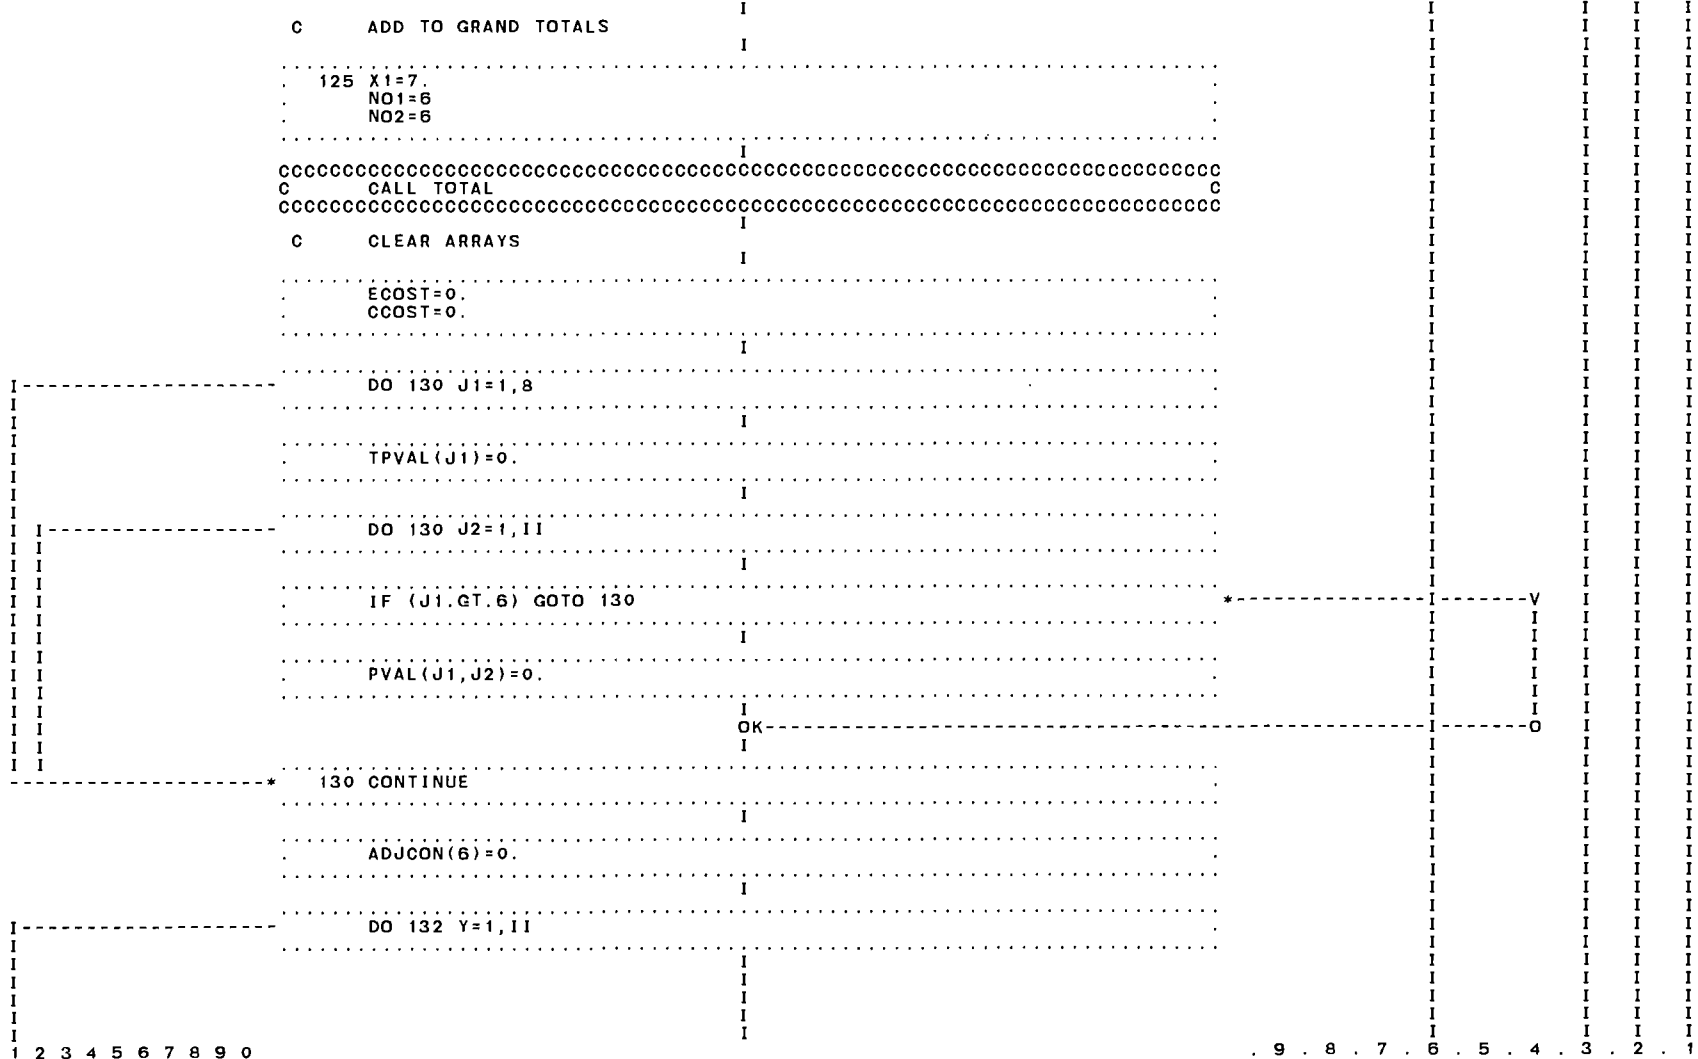 C ADD TO GRAND TOTALS
125 X1=7.
NO1=6
NO2=6
CCCCCCCCCCCCCCCCCCCCCCCCCCCCCCCCCCCCCCCCCCCCCCCCCCCCCCCCCCCCCCCCCCCCCCCCC
C CALL TOTAL C
CCCCCCCCCCCCCCCCCCCCCCCCCCCCCCCCCCCCCCCCCCCCCCCCCCCCCCCCCCCCCCCCCCCCCCCCC
C CLEAR ARRAYS
ECOST=0.
CCOST=0.
DO 130 J1=1,8
TPVAL(J1)=0.
DO 130 J2=1,II
IF (J1.GT.6) GOTO 130
PVAL(J1,J2)=0.
OK
130 CONTINUE
ADJCON(6)=0.
DO 132 Y=1,II
1 2 3 4 5 6 7 8 9 0 . 9 . 8 . 7 . 6 . 5 . 4 . 3 . 2 . 1